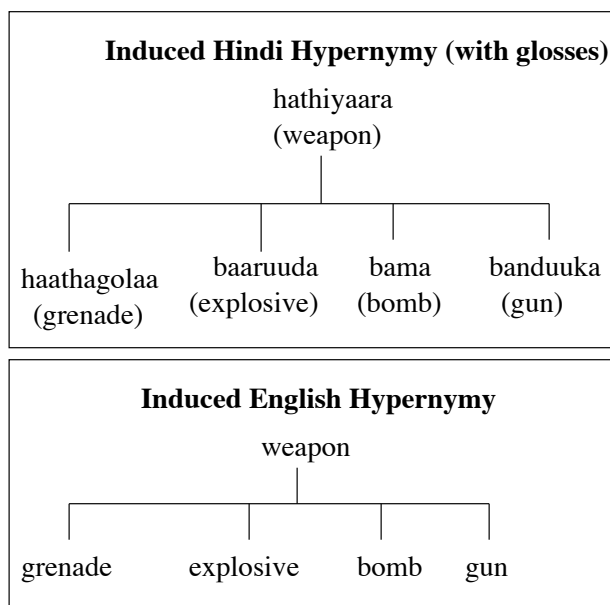 Induced Hindi Hypernymy (with glosses)
hathiyaara
(weapon)
haathagolaa baaruuda bama banduuka
(grenade) (explosive) (bomb) (gun)
Induced English Hypernymy
weapon
grenade explosive bomb gun